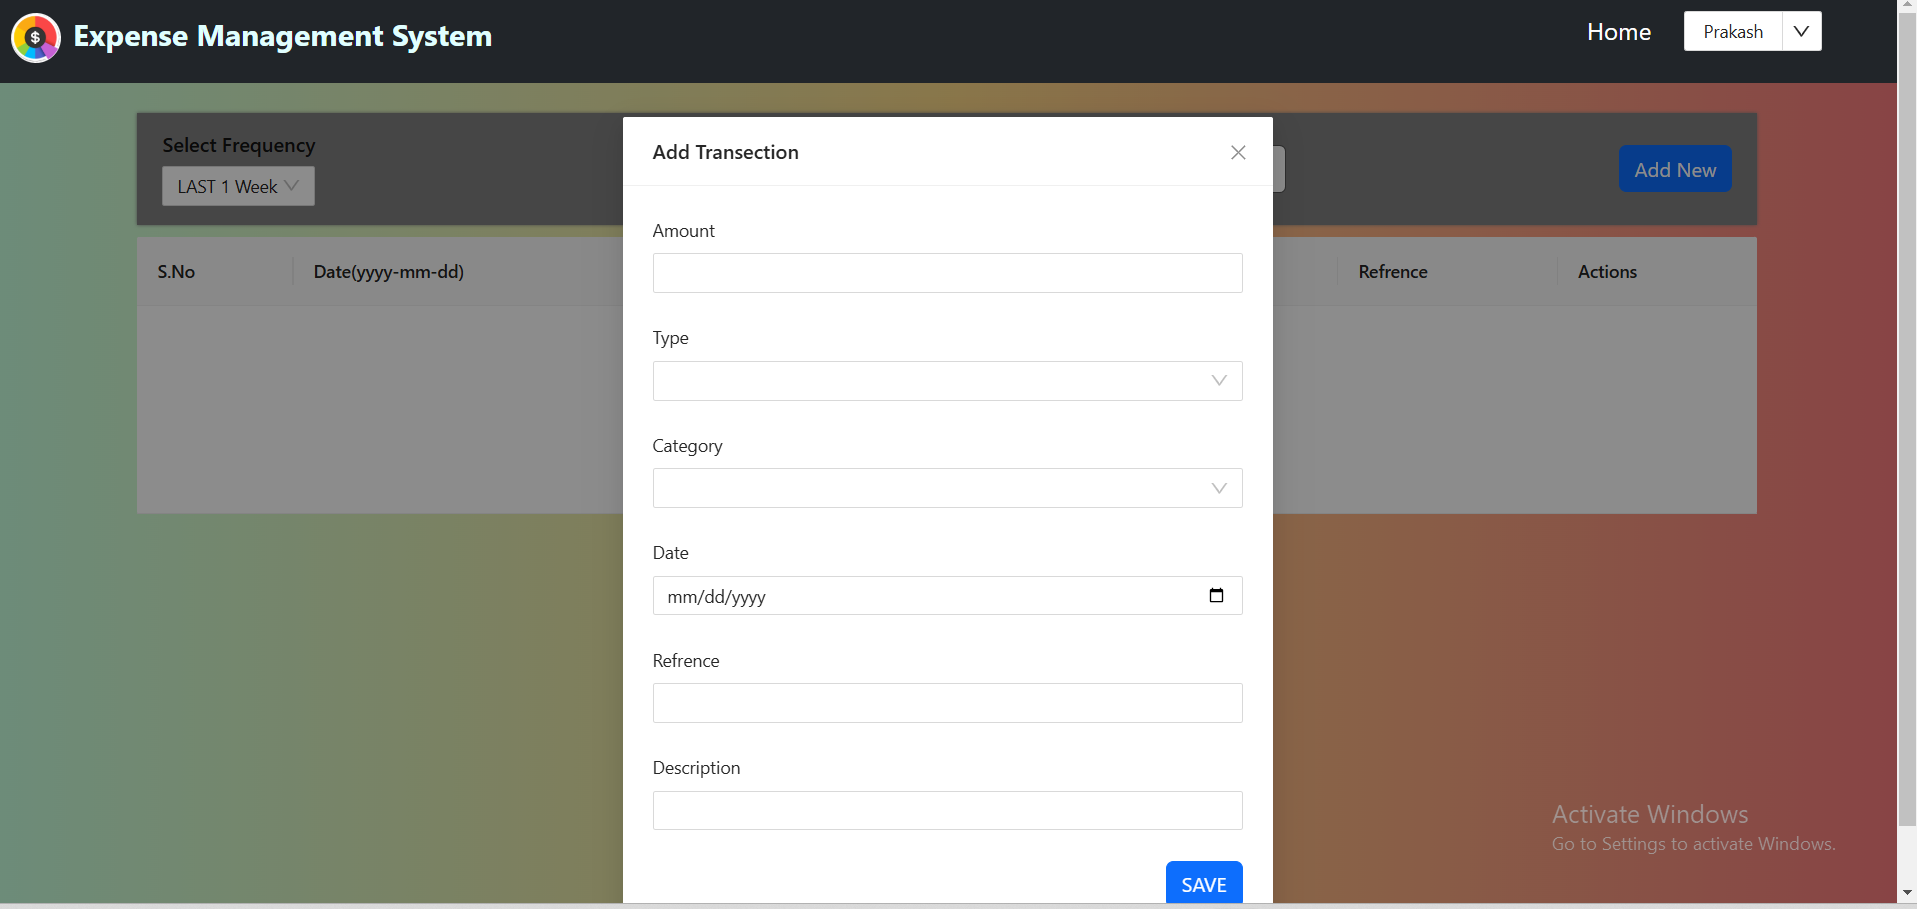 $
Expense Management System
Home
Prakash
Select Frequency
LAST 1 Week
Add New
S.No
Date(yyyy-mm-dd)
Refrence
Actions
Add Transection
Amount
Type
Category
Date
mm/dd/yyyy
Refrence
Description
SAVE
Activate Windows
Go to Settings to activate Windows.